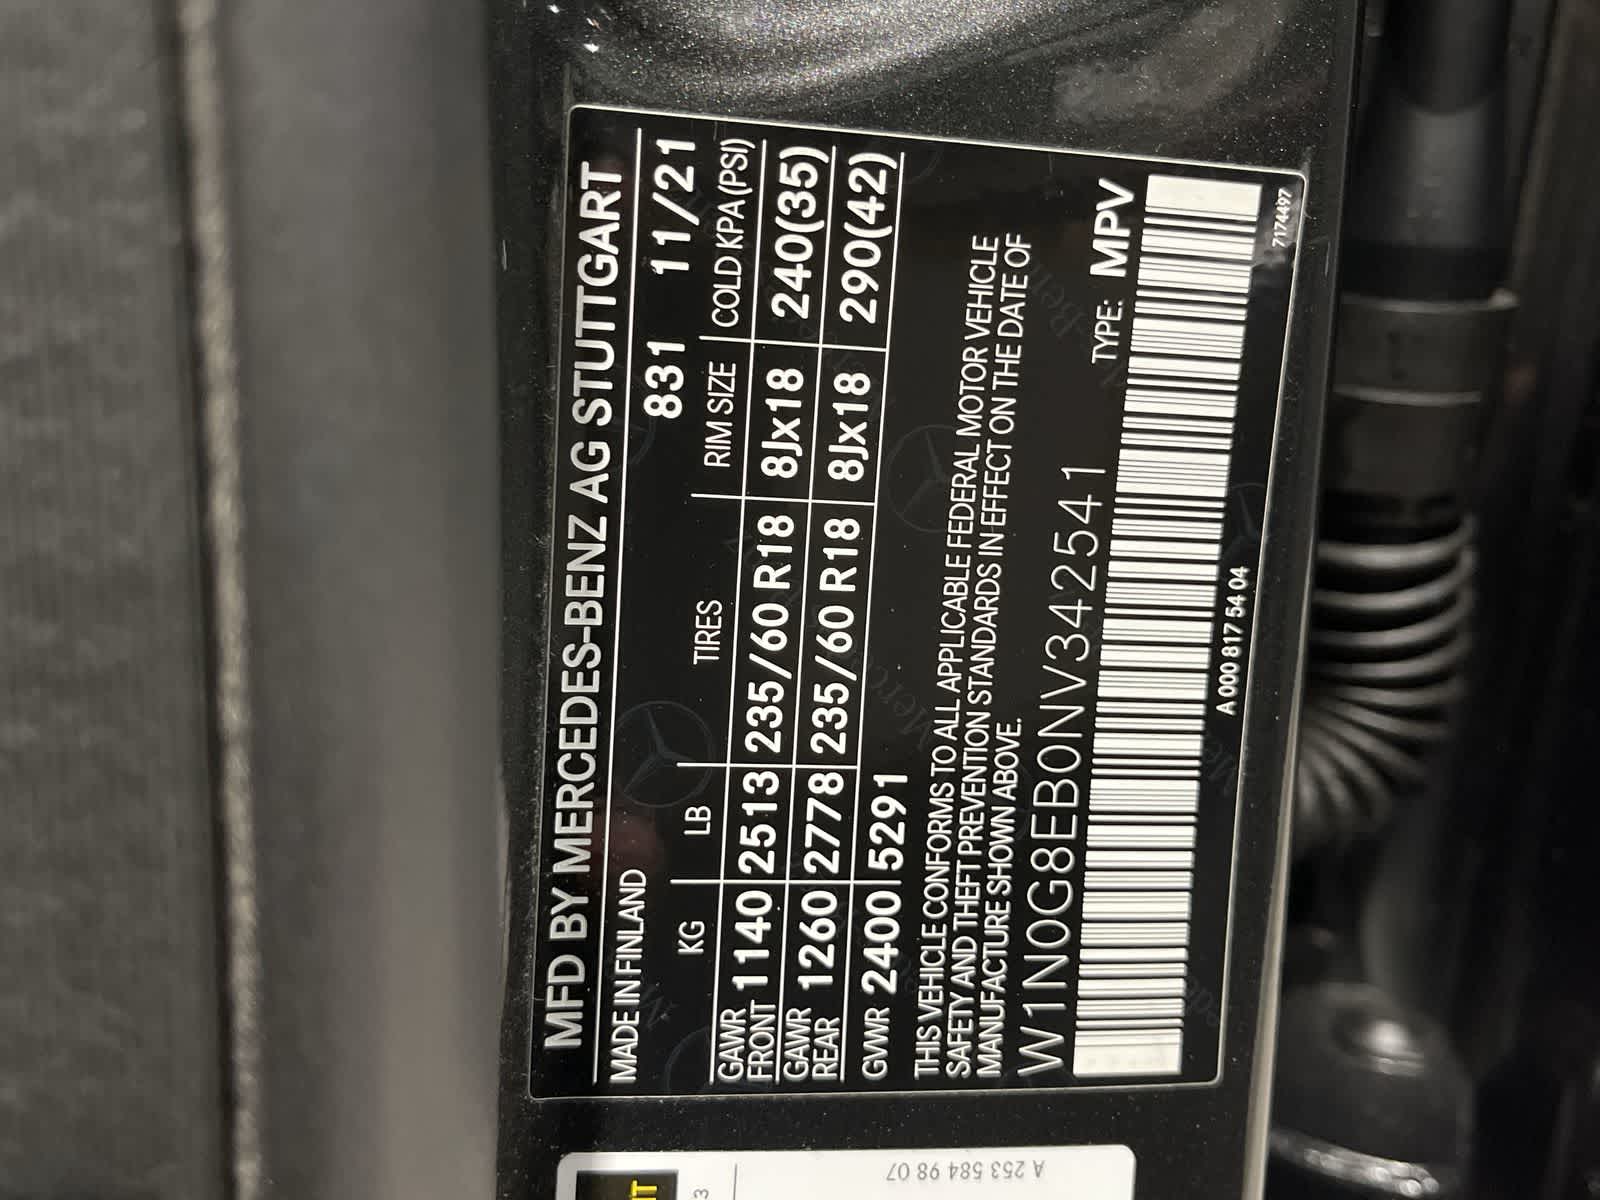 MFD BY MERCEDES-BENZ AG STUTTGART
MADE IN FINLAND 831 11/21
KG LB TIRES RIM SIZE COLD KPA (PSI)
GAWR FRONT 1140 2513 235/60 R18 8Jx18 240(35)
GAWR REAR 1260 2778 235/60 R18 8Jx18 290(42)
GVWR 2400 5291
THIS VEHICLE CONFORMS TO ALL APPLICABLE FEDERAL MOTOR VEHICLE
SAFETY AND THEFT PREVENTION STANDARDS IN EFFECT ON THE DATE OF
MANUFACTURE SHOWN ABOVE.
W1N0G8EB0NV342541 TYPE: MPV
A 000 817 54 04
7174497
A 253 584 98 07